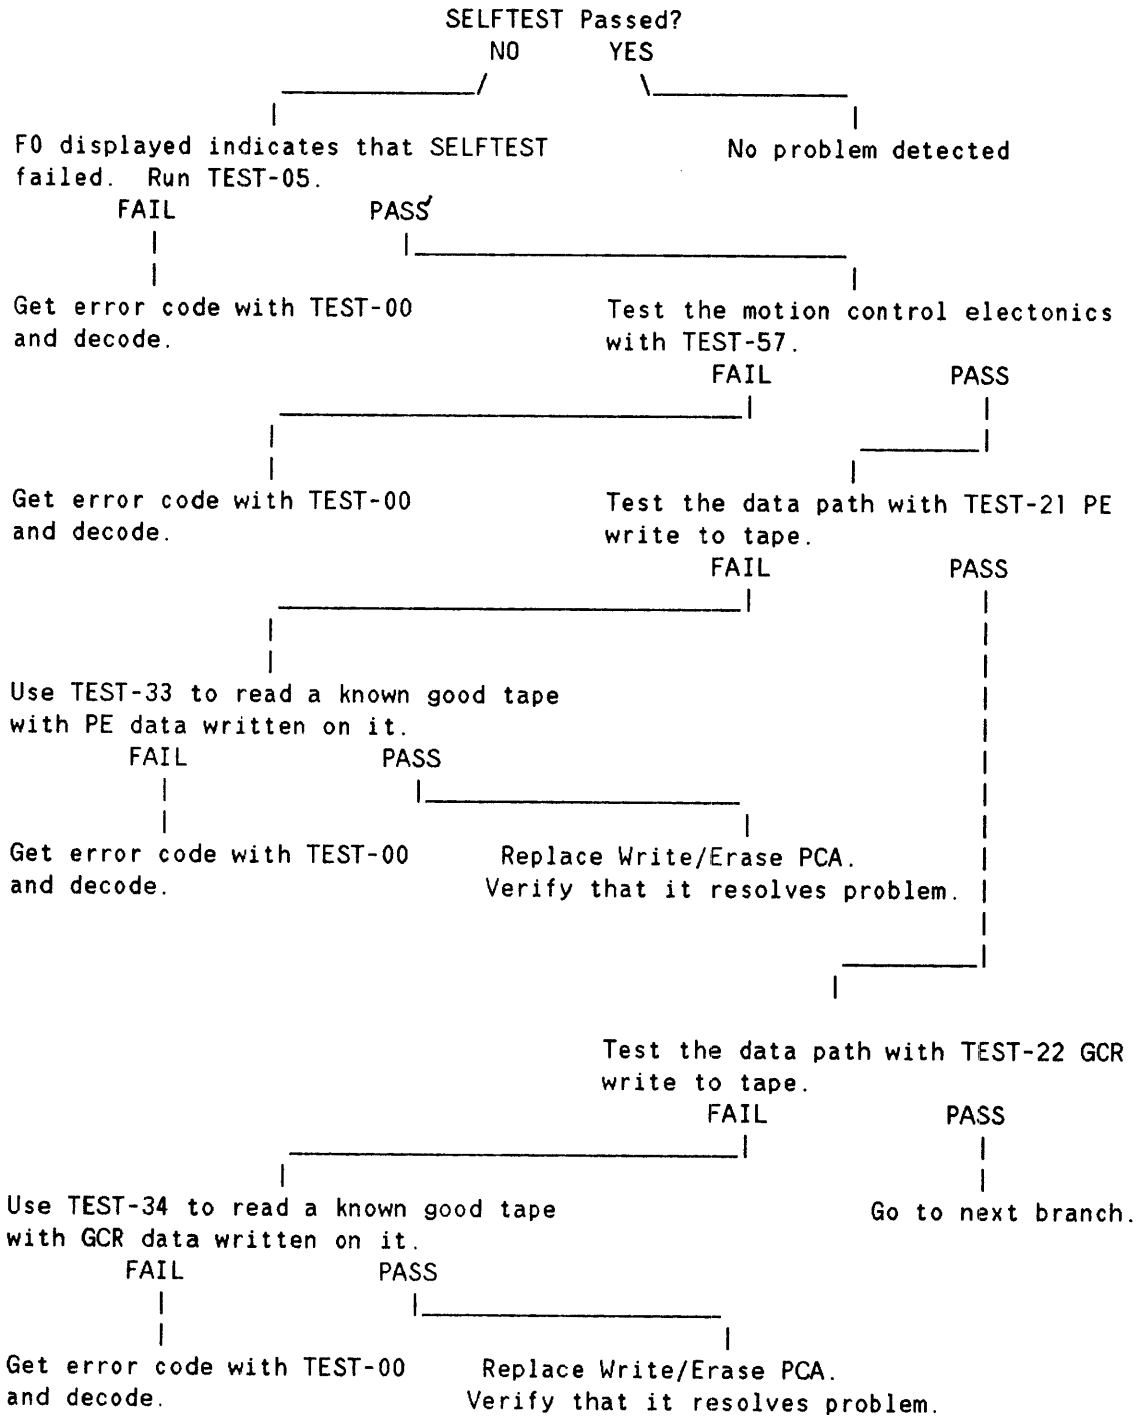 SELFTEST Passed?
NO YES
F0 displayed indicates that SELFTEST
failed. Run TEST-05.
No problem detected
FAIL PASS
Get error code with TEST-00
and decode.
Test the motion control electonics
with TEST-57.
FAIL PASS
Get error code with TEST-00
and decode.
Test the data path with TEST-21 PE
write to tape.
FAIL PASS
Use TEST-33 to read a known good tape
with PE data written on it.
FAIL PASS
Get error code with TEST-00
and decode.
Replace Write/Erase PCA.
Verify that it resolves problem.
Test the data path with TEST-22 GCR
write to tape.
FAIL PASS
Use TEST-34 to read a known good tape
with GCR data written on it.
Go to next branch.
FAIL PASS
Get error code with TEST-00
and decode.
Replace Write/Erase PCA.
Verify that it resolves problem.